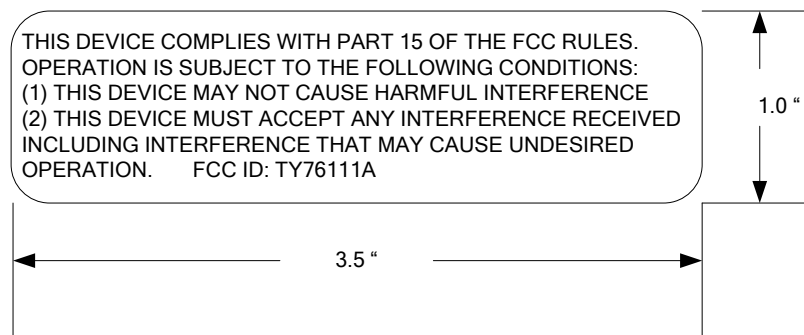 THIS DEVICE COMPLIES WITH PART 15 OF THE FCC RULES.
OPERATION IS SUBJECT TO THE FOLLOWING CONDITIONS:
(1) THIS DEVICE MAY NOT CAUSE HARMFUL INTERFERENCE
(2) THIS DEVICE MUST ACCEPT ANY INTERFERENCE RECEIVED
INCLUDING INTERFERENCE THAT MAY CAUSE UNDESIRED
OPERATION. FCC ID: TY76111A
1.0 “
3.5 “